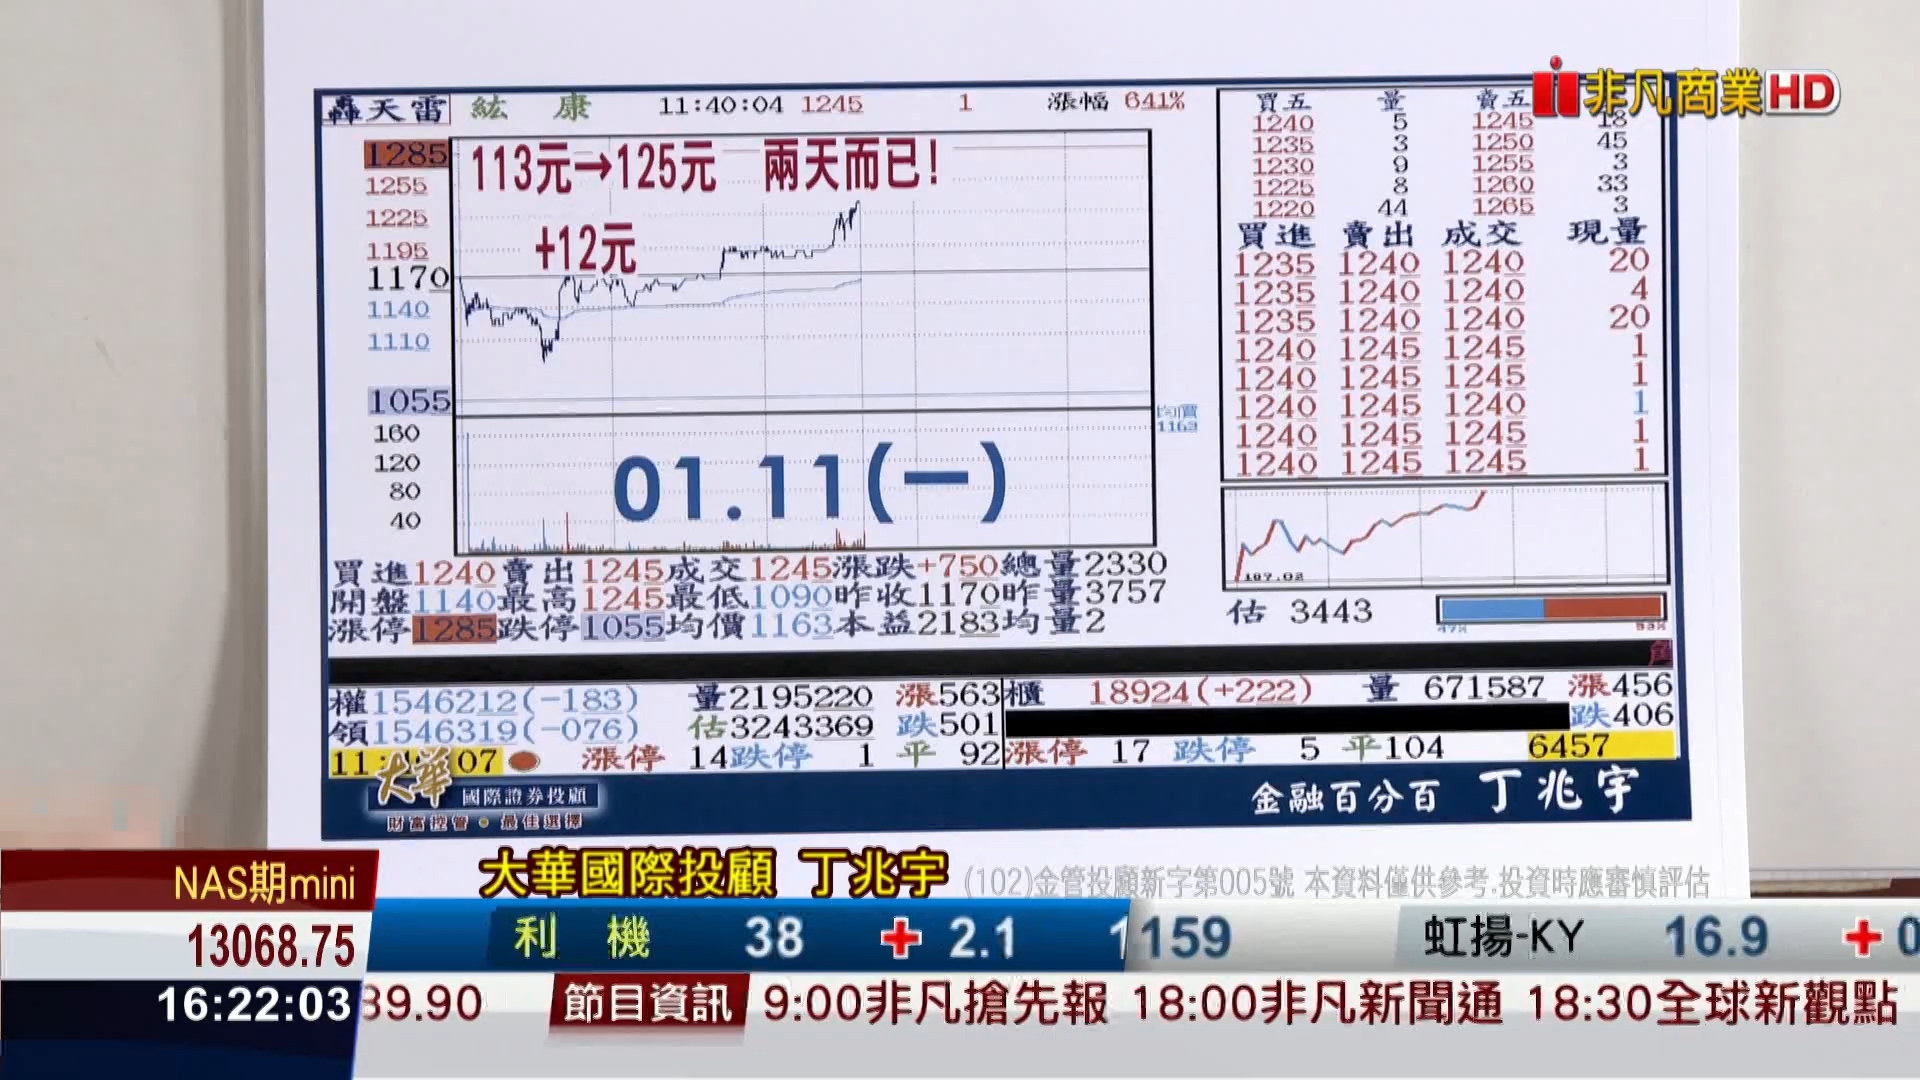 轟天雷 紘 康 11:40:04 1245 1 漲幅 641%
113元→125元 兩天而已!
+12元
1285
1255
1225
1195
1170
1140
1110
1055
160
120
80
40
均價
1163
01.11(一)
買五 量 賣五
1240 5 1245 18
1235 3 1250 45
1230 9 1255 3
1225 8 1260 33
1220 44 1265 3
買進 賣出 成交 現量
1235 1240 1240 20
1235 1240 1240 4
1235 1240 1240 20
1240 1245 1245 1
1240 1245 1245 1
1240 1245 1240 1
1240 1245 1245 1
1240 1245 1245 1
107.02
估 3443
47% 53%
買進1240賣出1245成交1245漲跌+750總量2330
開盤1140最高1245最低1090昨收1170昨量3757
漲停1285跌停1055均價1163本益2183均量2
權1546212(-183) 量2195220 漲563
領1546319(-076) 估3243369 跌501
漲停 14跌停 1 平 92
櫃 18924(+222) 量 671587 漲456
跌406
漲停 17 跌停 5 平104 6457
07
大華 國際證券投顧
財富控管 • 最佳選擇
金融百分百 丁兆宇
非凡商業HD
大華國際投顧 丁兆宇 (102)金管投顧新字第005號 本資料僅供參考.投資時應審慎評估
NAS期mini
13068.75
16:22:03
利 機 38 + 2.1 1159 虹揚-KY 16.9 + 0
39.90 節目資訊 9:00非凡搶先報 18:00非凡新聞通 18:30全球新觀點